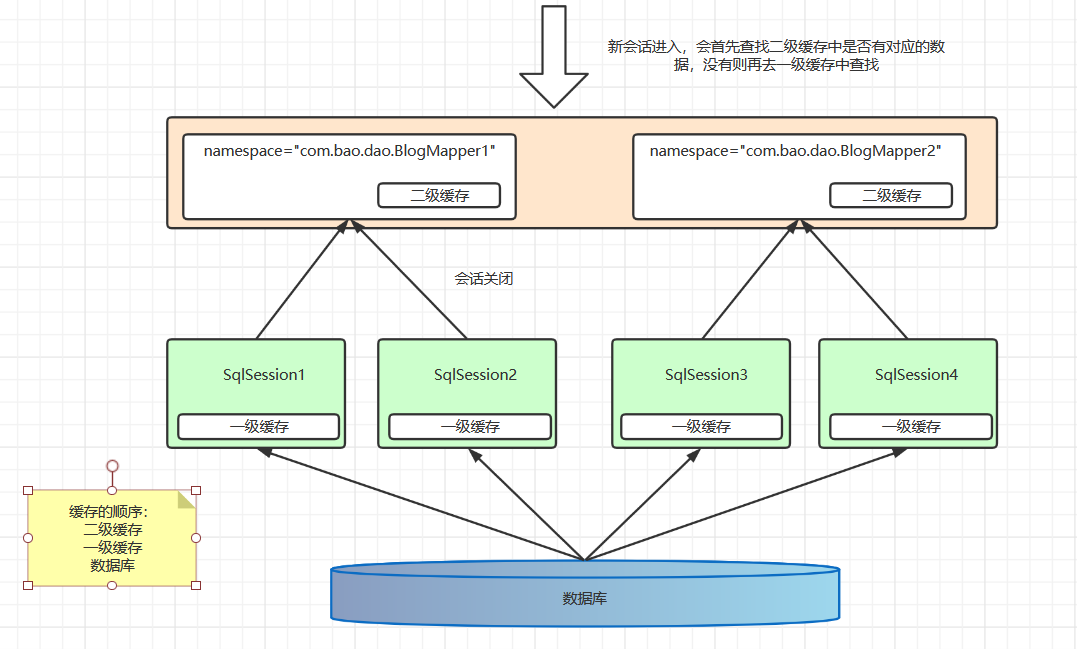 新会话进入，会首先查找二级缓存中是否有对应的数
据，没有则再去一级缓存中查找
namespace="com.bao.dao.BlogMapper1"
二级缓存
namespace="com.bao.dao.BlogMapper2"
二级缓存
会话关闭
SqlSession1
一级缓存
SqlSession2
一级缓存
SqlSession3
一级缓存
SqlSession4
一级缓存
缓存的顺序：
二级缓存
一级缓存
数据库
数据库